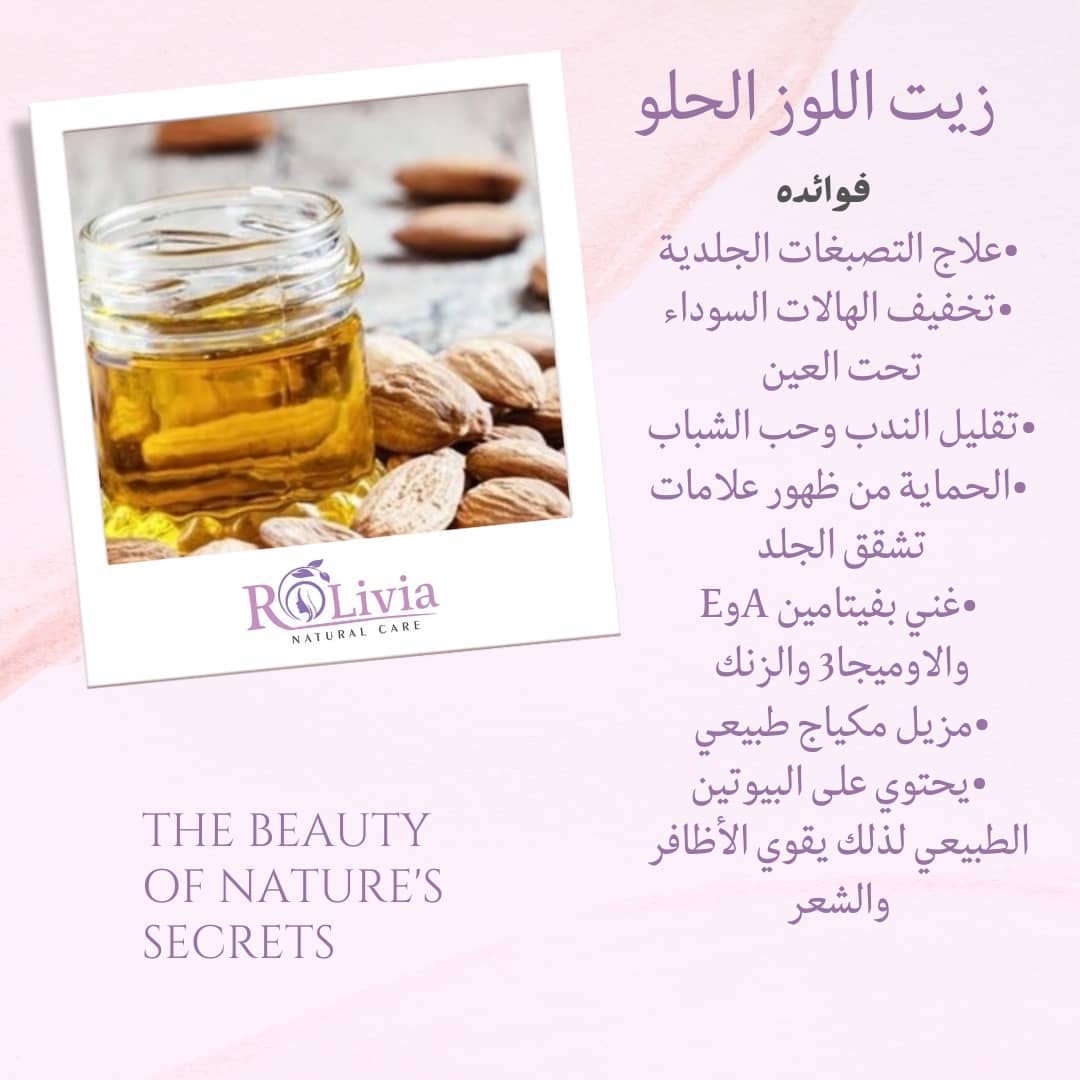 زيت اللوز الحلو
فوائده
•علاج التصبغات الجلدية
•تخفيف الهالات السوداء
تحت العين
•تقليل الندب وحب الشباب
•الحماية من ظهور علامات
تشقق الجلد
•غني بفيتامين AوE
والاوميجا3 والزنك
•مزيل مكياج طبيعي
•يحتوي على البيوتين
الطبيعي لذلك يقوي الأظافر
والشعر
ROLivia
NATURAL CARE
THE BEAUTY
OF NATURE'S
SECRETS